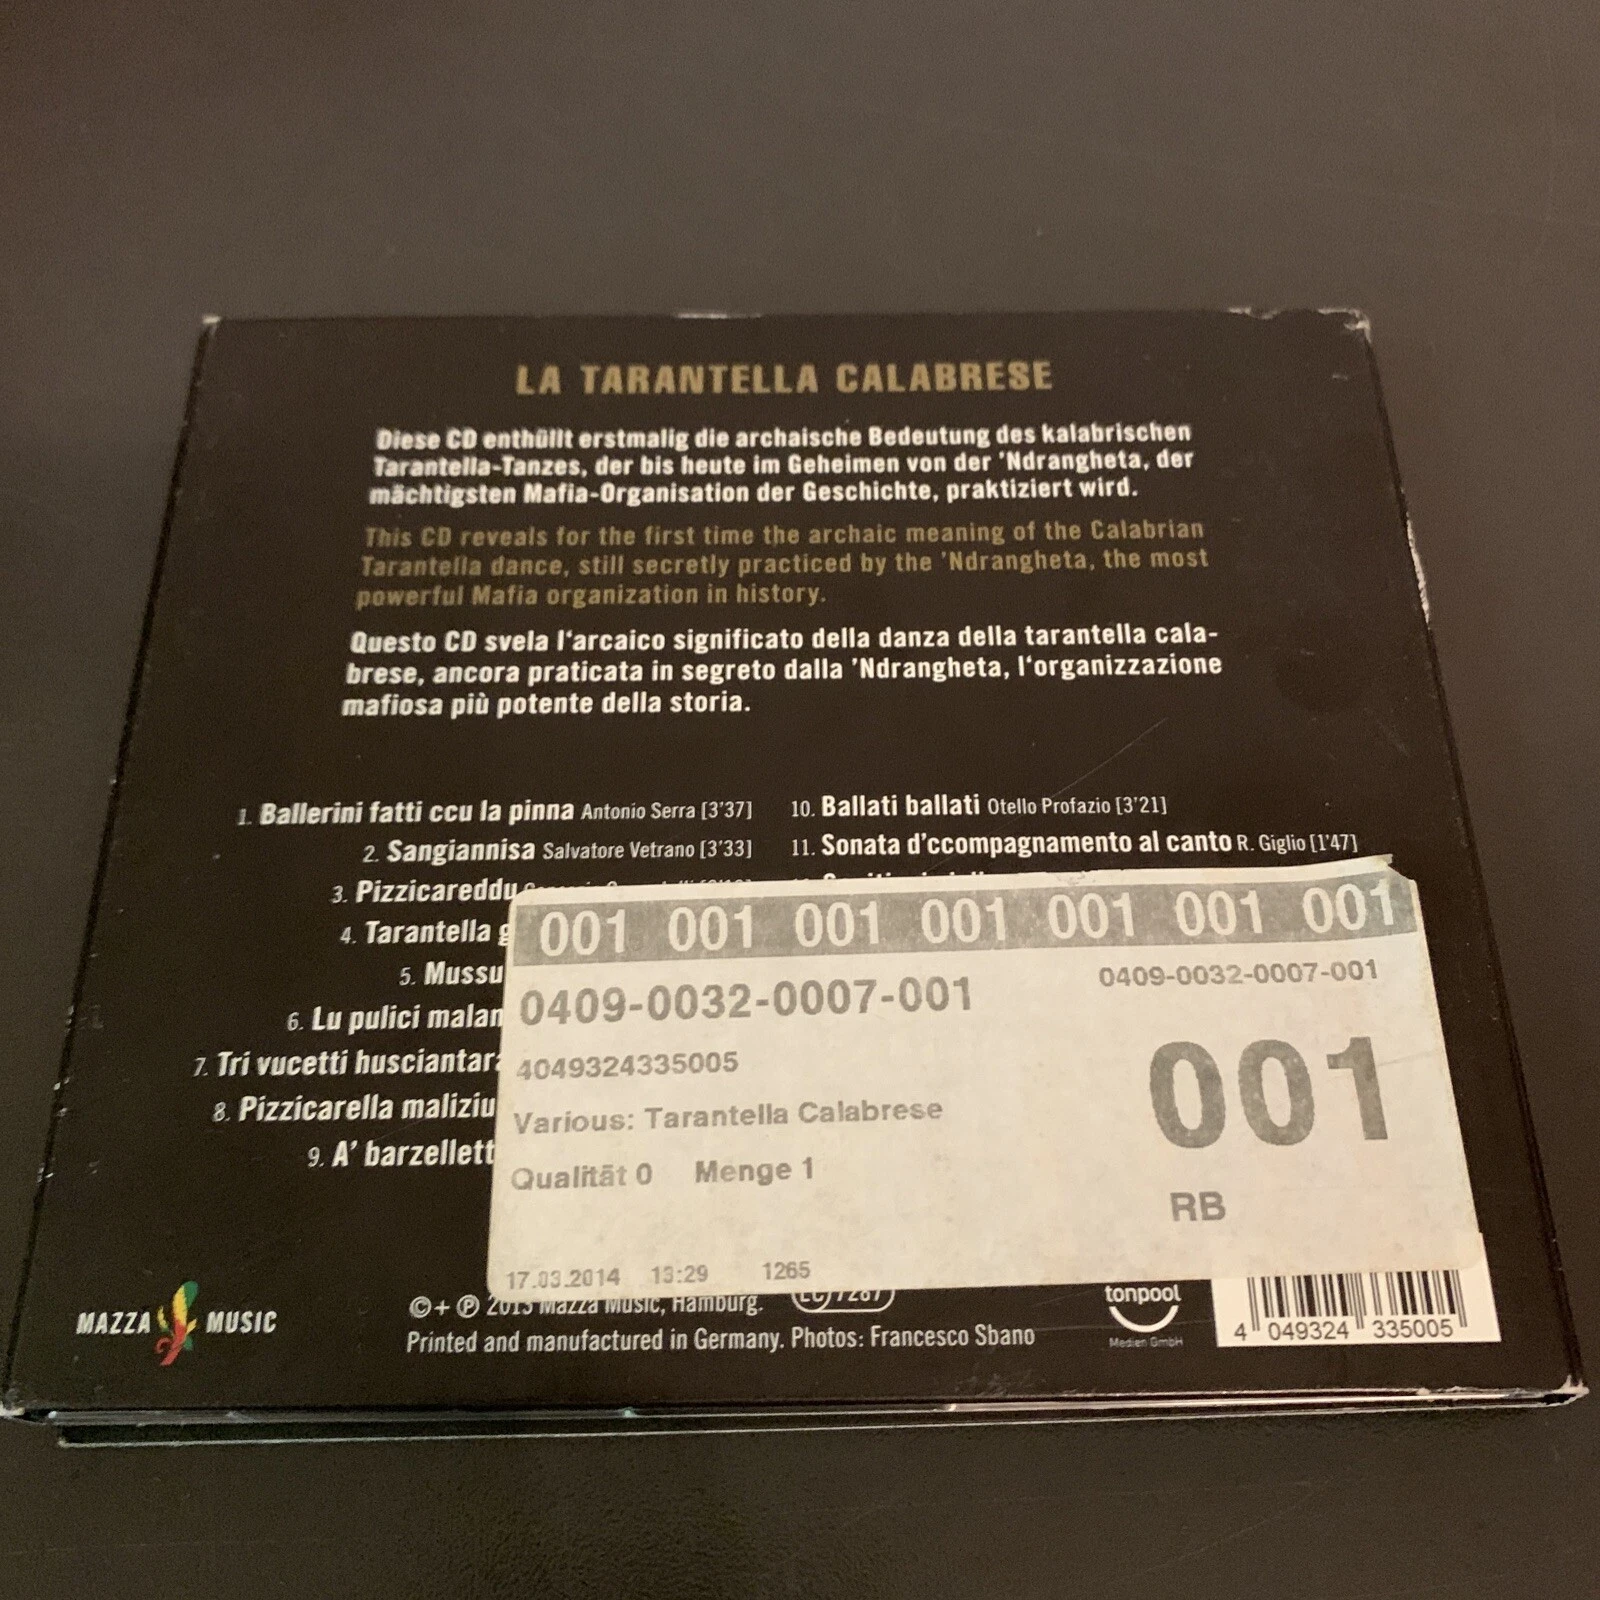 LA TARANTELLA CALABRESE
Diese CD enthüllt erstmalig die archaische Bedeutung des kalabrischen
Tarantella-Tanzes, der bis heute im Geheimen von der 'Ndrangheta, der
mächtigsten Mafia-Organisation der Geschichte, praktiziert wird.
This CD reveals for the first time the archaic meaning of the Calabrian
Tarantella dance, still secretly practiced by the 'Ndrangheta, the most
powerful Mafia organization in history.
Questo CD svela l'arcaico significato della danza della tarantella cala-
brese, ancora praticata in segreto dalla 'Ndrangheta, l'organizzazione
mafiosa più potente della storia.
1. Ballerini fatti ccu la pinna Antonio Serra [3'37]
2. Sangiannisa Salvatore Vetrano [3'33]
3. Pizzicareddu
4. Tarantella
5. Mussu
6. Lu pulici malan
7. Tri vucetti husciantar
8. Pizzicarella maliziu
9. A' barzellett
10. Ballati ballati Otello Profazio [3'21]
11. Sonata d'ccompagnamento al canto R. Giglio [1'47]
001 001 001 001 001 001 001
0409-0032-0007-001
0409-0032-0007-001
4049324335005
001
Various: Tarantella Calabrese
Qualität 0 Menge 1
RB
17.03.2014 13:29 1265
MAZZA MUSIC
©+℗ 2013 Mazza Music, Hamburg.
LC 7267
Printed and manufactured in Germany. Photos: Francesco Sbano
tonpool
Medien GmbH
4 049324 335005